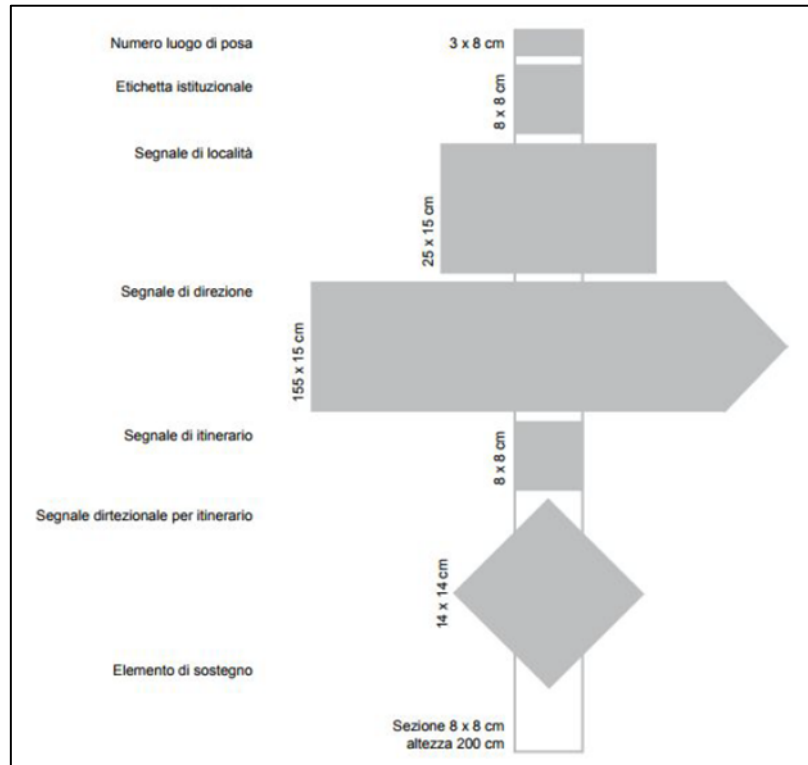 Numero luogo di posa
3 x 8 cm
Etichetta istituzionale
8 x 8 cm
Segnale di località
25 x 15 cm
Segnale di direzione
155 x 15 cm
Segnale di itinerario
8 x 8 cm
Segnale dirtezionale per itinerario
14 x 14 cm
Elemento di sostegno
Sezione 8 x 8 cm
altezza 200 cm